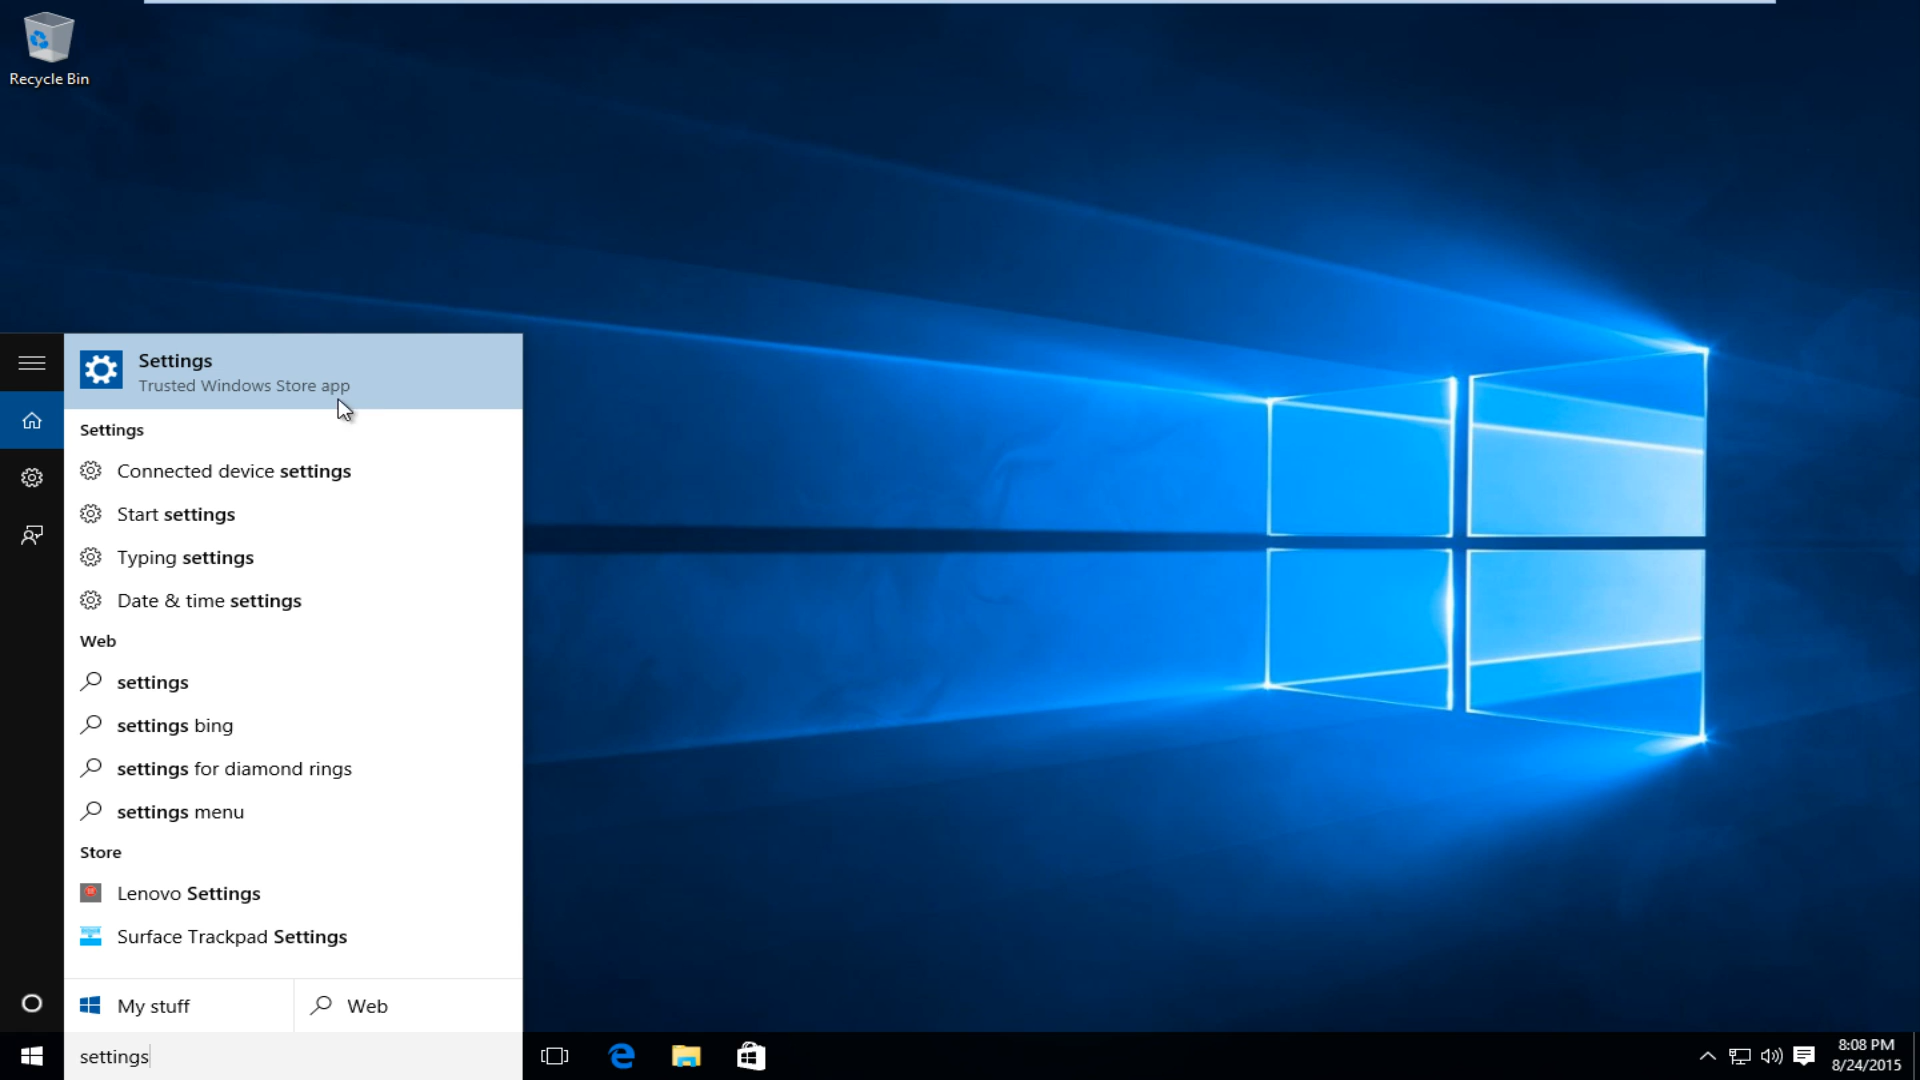 Recycle Bin
Settings
Trusted Windows Store app
Settings
Connected device settings
Start settings
Typing settings
Date & time settings
Web
settings
settings bing
settings for diamond rings
settings menu
Store
Lenovo Settings
Surface Trackpad Settings
My stuff
Web
settings
8:08 PM
8/24/2015